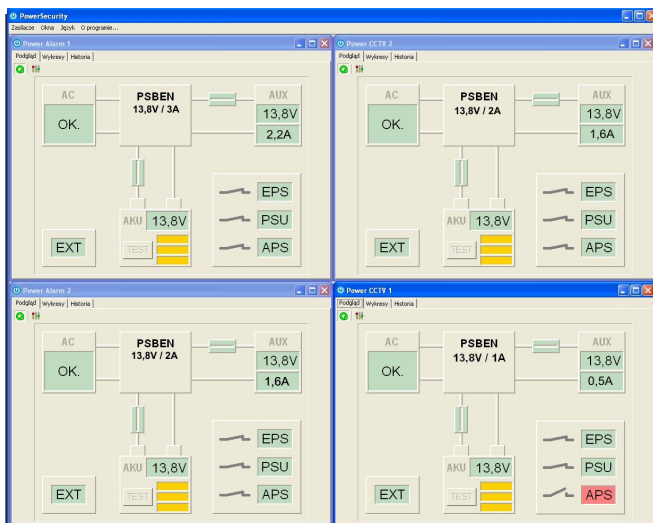 PowerSecurity
Zasilacze Okna Język O programie...
Power Alarm 1
Podgląd Wykresy Historia
AC
OK.
PSBEN
13,8V / 3A
AUX
13,8V
2,2A
EPS
PSU
APS
AKU 13,8V
TEST
EXT
Power CCTV 2
Podgląd Wykresy Historia
AC
OK.
PSBEN
13,8V / 2A
AUX
13,8V
1,6A
EPS
PSU
APS
AKU 13,8V
TEST
EXT
Power Alarm 2
Podgląd Wykresy Historia
AC
OK.
PSBEN
13,8V / 2A
AUX
13,8V
1,6A
EPS
PSU
APS
AKU 13,8V
TEST
EXT
Power CCTV 1
Podgląd Wykresy Historia
AC
OK.
PSBEN
13,8V / 1A
AUX
13,8V
0,5A
EPS
PSU
APS
AKU 13,8V
TEST
EXT